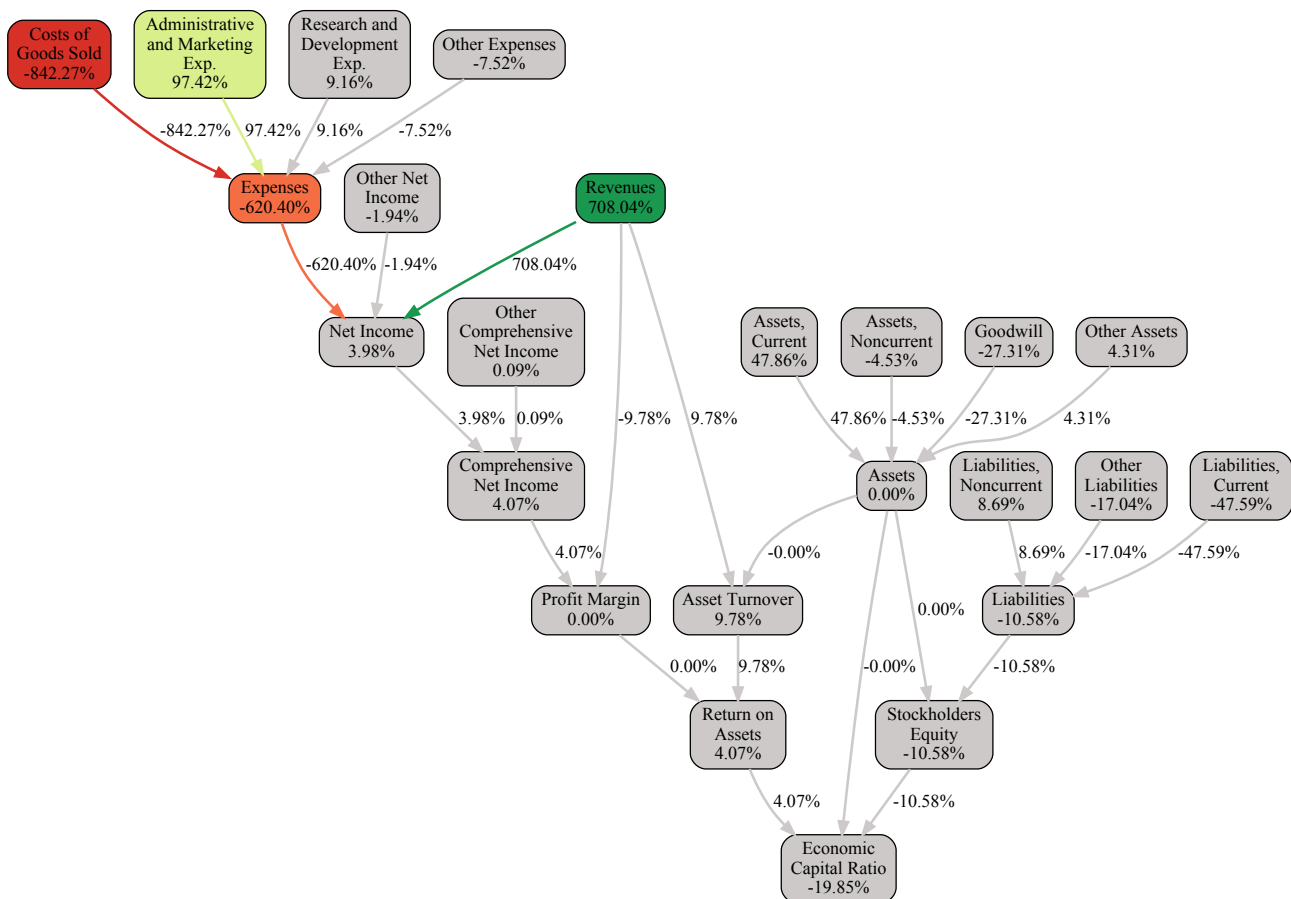 Costs of
Goods Sold
-842.27%
Administrative
and Marketing
Exp.
97.42%
Research and
Development
Exp.
9.16%
Other Expenses
-7.52%
-842.27%
97.42%
9.16%
-7.52%
Expenses
-620.40%
Other Net
Income
-1.94%
Revenues
708.04%
-620.40%
-1.94%
708.04%
Net Income
3.98%
Other
Comprehensive
Net Income
0.09%
Assets,
Current
47.86%
Assets,
Noncurrent
-4.53%
Goodwill
-27.31%
Other Assets
4.31%
3.98%
0.09%
-9.78%
9.78%
47.86%
-4.53%
-27.31%
4.31%
Comprehensive
Net Income
4.07%
Assets
0.00%
Liabilities,
Noncurrent
8.69%
Other
Liabilities
-17.04%
Liabilities,
Current
-47.59%
4.07%
-0.00%
8.69%
-17.04%
-47.59%
Profit Margin
0.00%
Asset Turnover
9.78%
0.00%
Liabilities
-10.58%
0.00%
9.78%
-0.00%
-10.58%
Return on
Assets
4.07%
Stockholders
Equity
-10.58%
4.07%
-10.58%
Economic
Capital Ratio
-19.85%